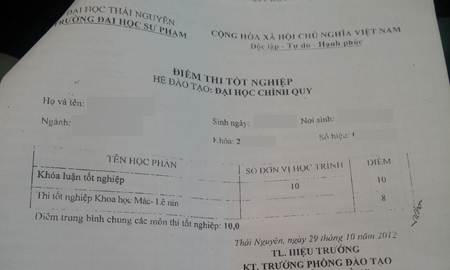 ĐẠI HỌC THÁI NGUYÊN
TRƯỜNG ĐẠI HỌC SƯ PHẠM
CỘNG HÒA XÃ HỘI CHỦ NGHĨA VIỆT NAM
Độc lập - Tự do - Hạnh phúc
ĐIỂM THI TỐT NGHIỆP
HỆ ĐÀO TẠO: ĐẠI HỌC CHÍNH QUY
Họ và tên:
Sinh ngày: Nơi sinh:
Ngành:
Khóa: 2 Số hiệu:
TÊN HỌC PHẦN SỐ ĐƠN VỊ HỌC TRÌNH ĐIỂM
Khóa luận tốt nghiệp 10 10
Thi tốt nghiệp Khoa học Mác- Lê nin 8
Điểm trung bình chung các môn thi tốt nghiệp: 10,0
Thái Nguyên, ngày 29 tháng 10 năm 2012
TL. HIỆU TRƯỞNG
KT. TRƯỞNG PHÒNG ĐÀO TẠO